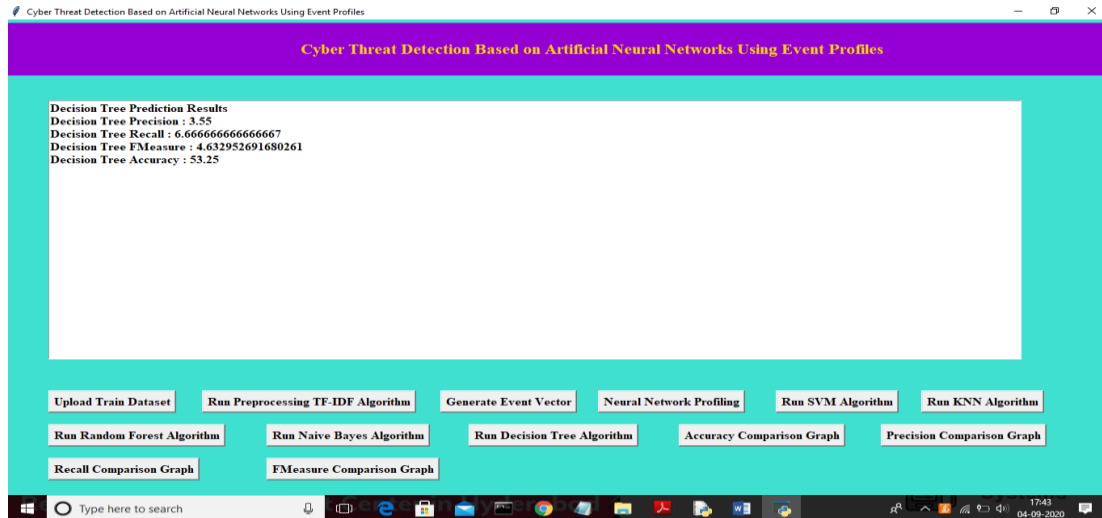 Cyber Threat Detection Based on Artificial Neural Networks Using Event Profiles
Cyber Threat Detection Based on Artificial Neural Networks Using Event Profiles
Decision Tree Prediction Results
Decision Tree Precision : 3.55
Decision Tree Recall : 6.666666666666667
Decision Tree FMeasure : 4.632952691680261
Decision Tree Accuracy : 53.25
Upload Train Dataset Run Preprocessing TF-IDF Algorithm Generate Event Vector Neural Network Profiling Run SVM Algorithm Run KNN Algorithm
Run Random Forest Algorithm Run Naive Bayes Algorithm Run Decision Tree Algorithm Accuracy Comparison Graph Precision Comparison Graph
Recall Comparison Graph FMeasure Comparison Graph
Type here to search
17:43
04-09-2020